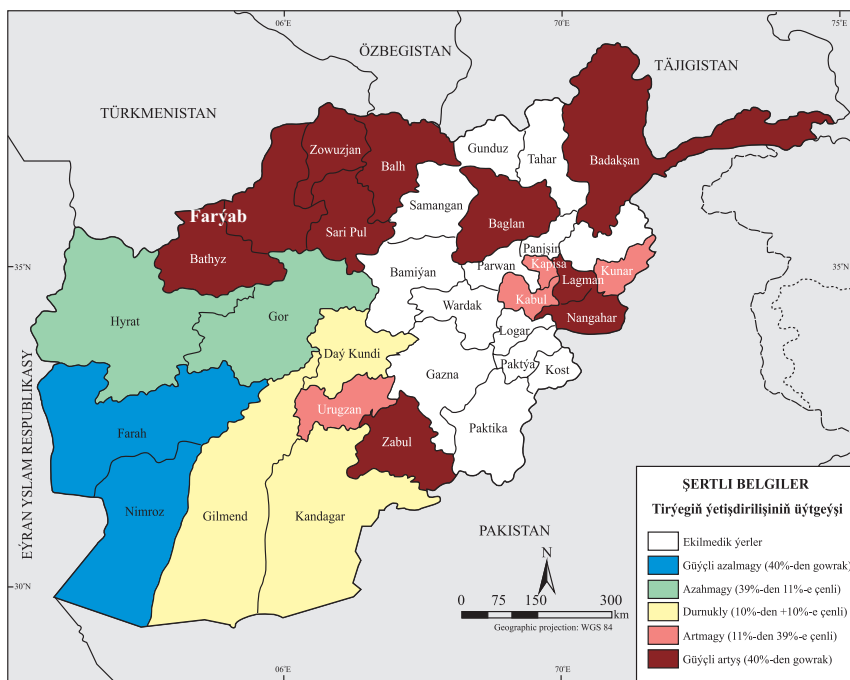 06°E
70°E
75°E
ÖZBEGISTAN
TÄJIGISTAN
TÜRKMENISTAN
Zowuzjan
Balh
Gunduz
Tahar
Badakşan
Samangan
Farýab
Baglan
Sari Pul
Bathyz
Panjşir
35°N
Bamiýan
Parwan
Kapisa
Kunar
35°N
Lagman
Kabul
Wardak
Nangahar
Hyrat
Gor
Logar
Daý Kundi
Paktýa
Kost
Gazna
Urugzan
Farah
Zabul
Paktika
EÝRAN YSLAM RESPUBLIKASY
Nimroz
Gilmend
Kandagar
PAKISTAN
N
30°N
0 75 150 300
km
Geographic projection: WGS 84
06°E
70°E
ŞERTLI BELGILER
Tirýegiň ýetişdirilişiniň üýtgeýşi
Ekilmedik ýerler
Güýçli azalmagy (40%-den gowrak)
Azahmagy (39%-den 11%-e çenli)
Durnukly (10%-den +10%-e çenli)
Artmagy (11%-den 39%-e çenli)
Güýçli artyş (40%-den gowrak)